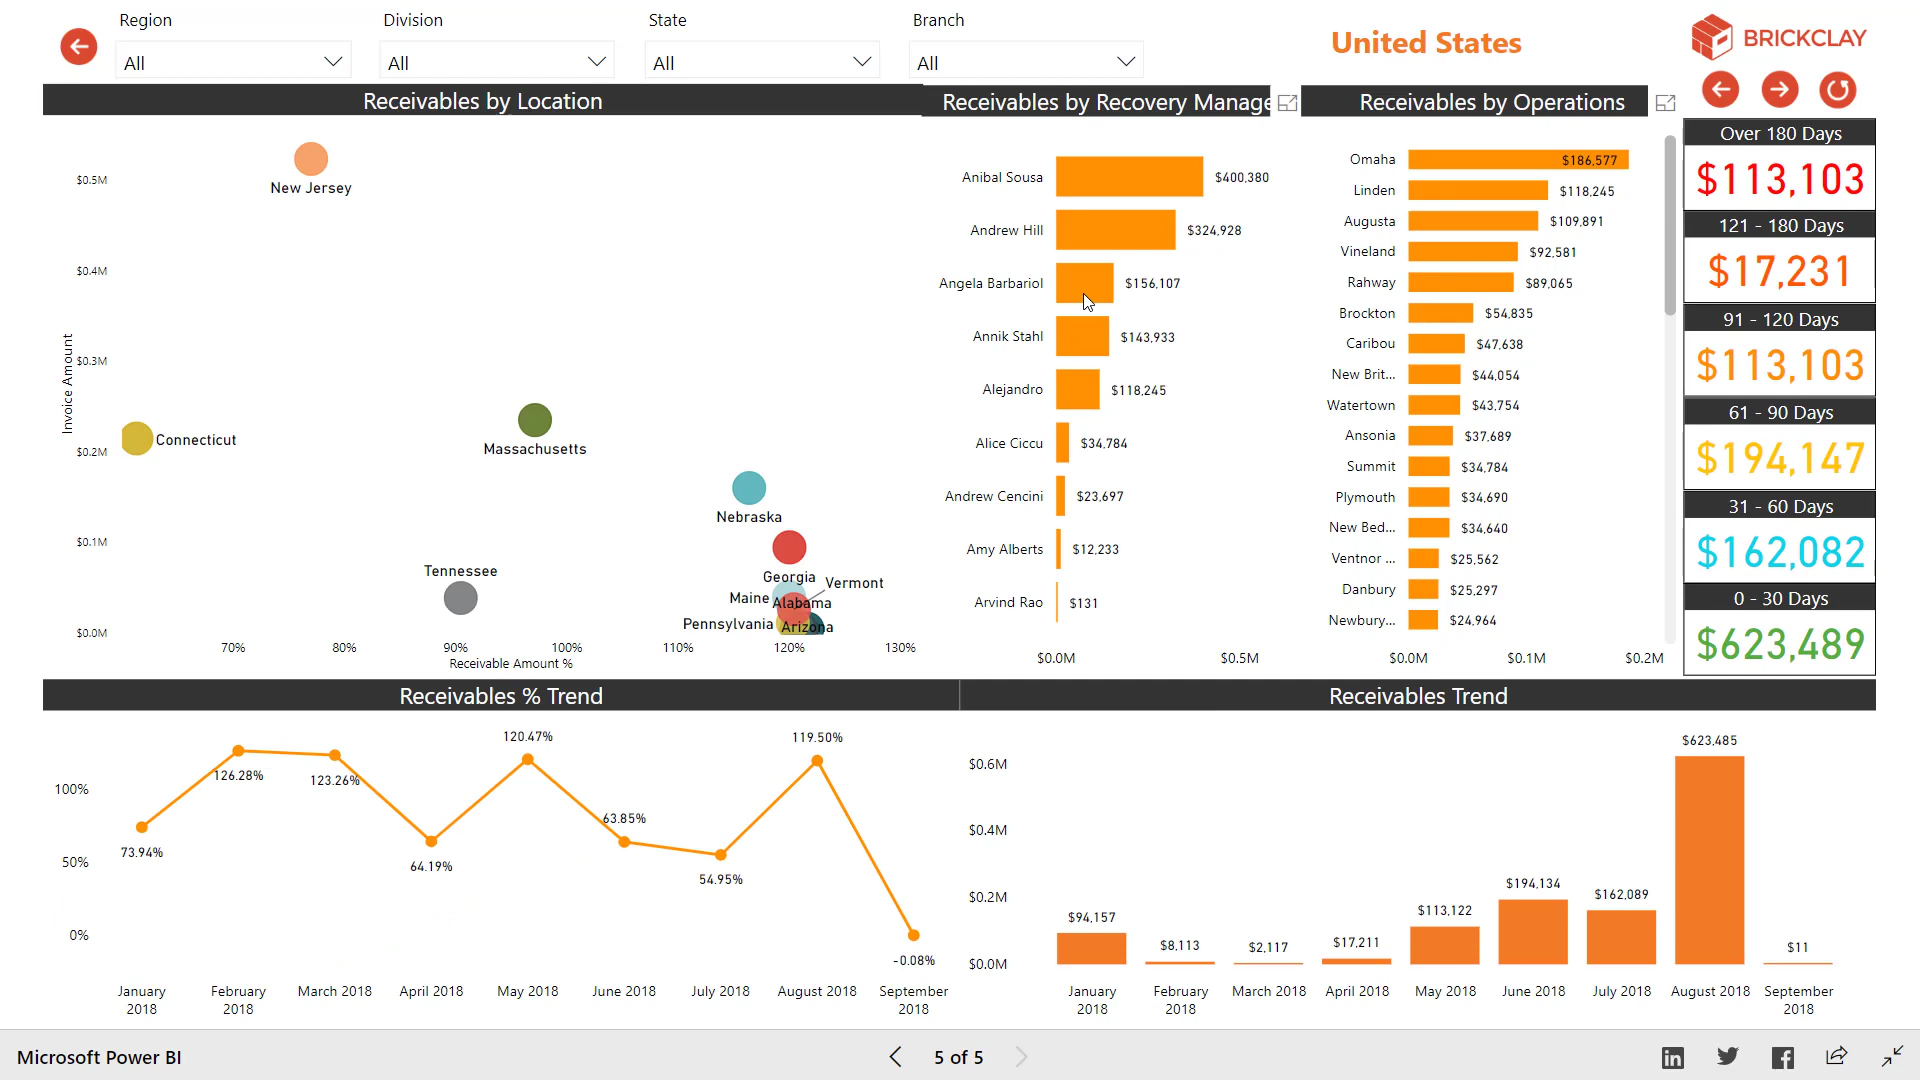 Region
Division
State
Branch
All
All
All
All
United States
BRICKCLAY
Receivables by Location
Invoice Amount
$0.5M
$0.4M
$0.3M
$0.2M
$0.1M
$0.0M
New Jersey
Connecticut
Massachusetts
Nebraska
Tennessee
Georgia
Vermont
Maine
Alabama
Pennsylvania
Arizona
70%
80%
90%
100%
110%
120%
130%
Receivable Amount %
Receivables by Recovery Manage
Anibal Sousa $400,380
Andrew Hill $324,928
Angela Barbariol $156,107
Annik Stahl $143,933
Alejandro $118,245
Alice Ciccu $34,784
Andrew Cencini $23,697
Amy Alberts $12,233
Arvind Rao $131
$0.0M $0.5M
Receivables by Operations
Omaha $186,577
Linden $118,245
Augusta $109,891
Vineland $92,581
Rahway $89,065
Brockton $54,835
Caribou $47,638
New Brit... $44,054
Watertown $43,754
Ansonia $37,689
Summit $34,784
Plymouth $34,690
New Bed... $34,640
Ventnor ... $25,562
Danbury $25,297
Newbury... $24,964
$0.0M $0.1M $0.2M
Over 180 Days
$113,103
121 - 180 Days
$17,231
91 - 120 Days
$113,103
61 - 90 Days
$194,147
31 - 60 Days
$162,082
0 - 30 Days
$623,489
Receivables % Trend
100%
50%
0%
73.94%
126.28%
123.26%
64.19%
120.47%
63.85%
54.95%
119.50%
-0.08%
January 2018
February 2018
March 2018
April 2018
May 2018
June 2018
July 2018
August 2018
September 2018
Receivables Trend
$0.6M
$0.4M
$0.2M
$0.0M
$94,157
$8,113
$2,117
$17,211
$113,122
$194,134
$162,089
$623,485
$11
January 2018
February 2018
March 2018
April 2018
May 2018
June 2018
July 2018
August 2018
September 2018
Microsoft Power BI
5 of 5